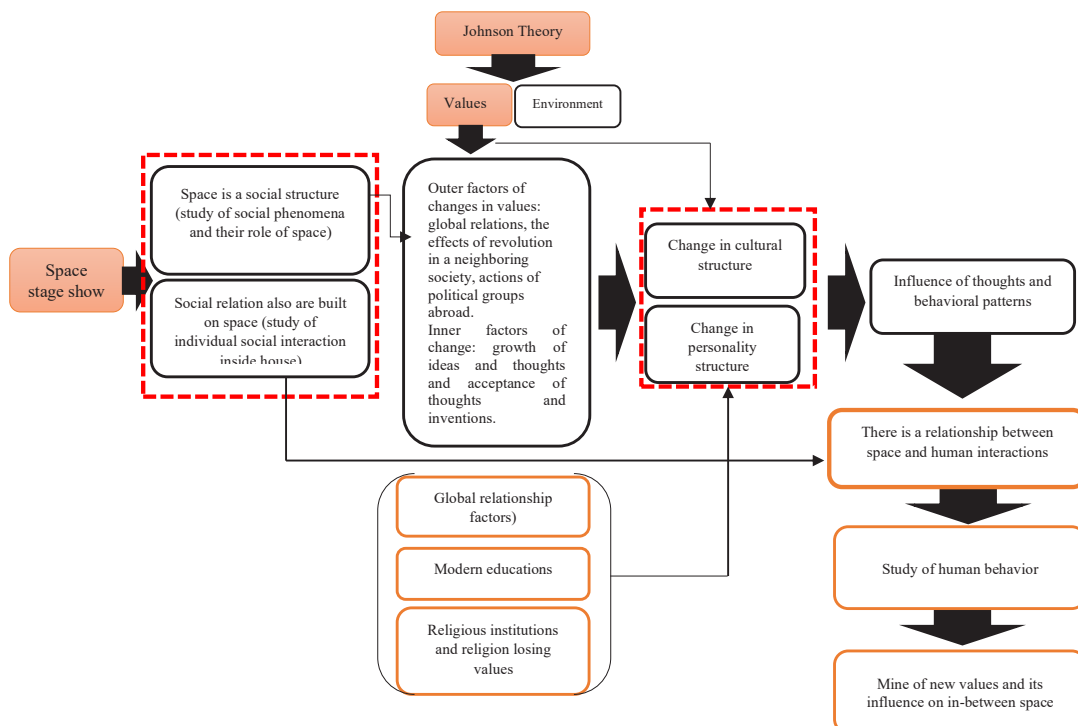 Johnson Theory
Values
Environment
Space is a social structure
(study of social phenomena
and their role of space)
Outer factors of
changes in values:
global relations, the
effects of revolution
in a neighboring
society, actions of
political groups
abroad.
Inner factors of
change: growth of
ideas and thoughts
and acceptance of
thoughts and
inventions.
Space
stage show
Social relation also are built
on space (study of
individual social interaction
inside house)
Change in cultural
structure
Change in
personality
structure
Influence of thoughts and
behavioral patterns
There is a relationship between
space and human interactions
Global relationship
factors)
Modern educations
Religious institutions
and religion losing
values
Study of human behavior
Mine of new values and its
influence on in-between space